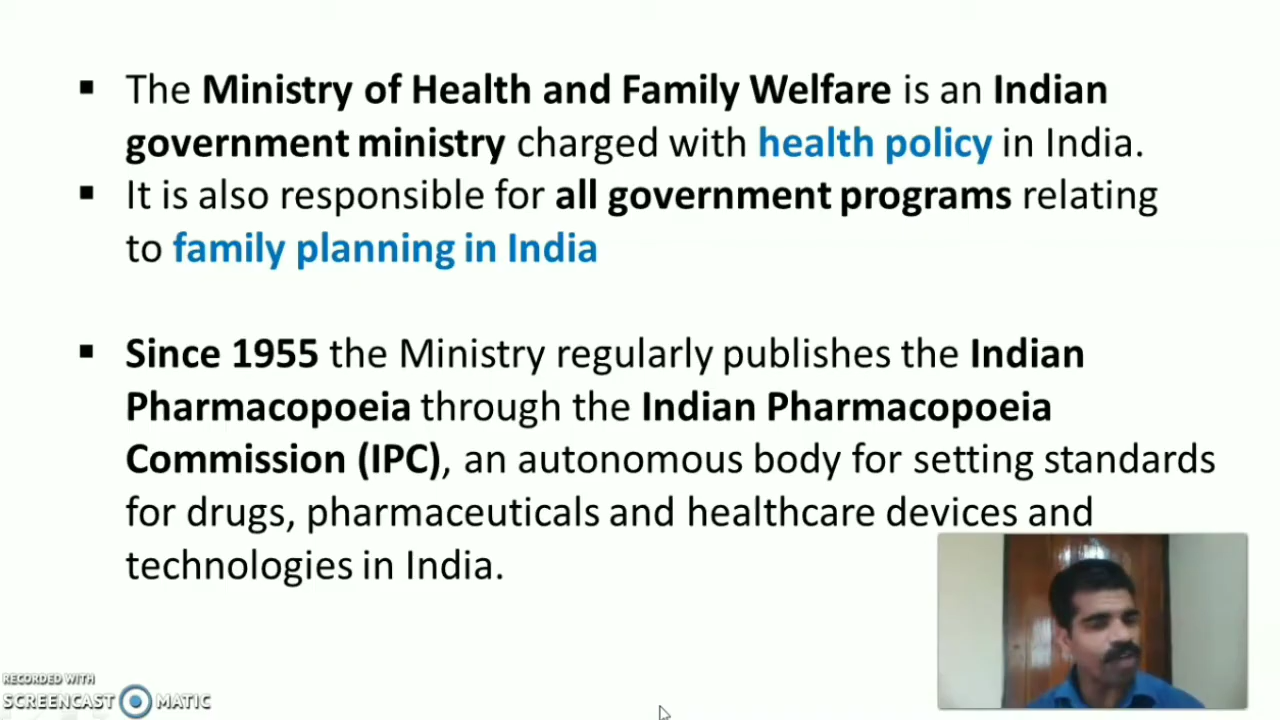 ▪ The Ministry of Health and Family Welfare is an Indian
government ministry charged with health policy in India.
▪ It is also responsible for all government programs relating
to family planning in India
▪ Since 1955 the Ministry regularly publishes the Indian
Pharmacopoeia through the Indian Pharmacopoeia
Commission (IPC), an autonomous body for setting standards
for drugs, pharmaceuticals and healthcare devices and
technologies in India.
RECORDED WITH
SCREENCAST MATIC